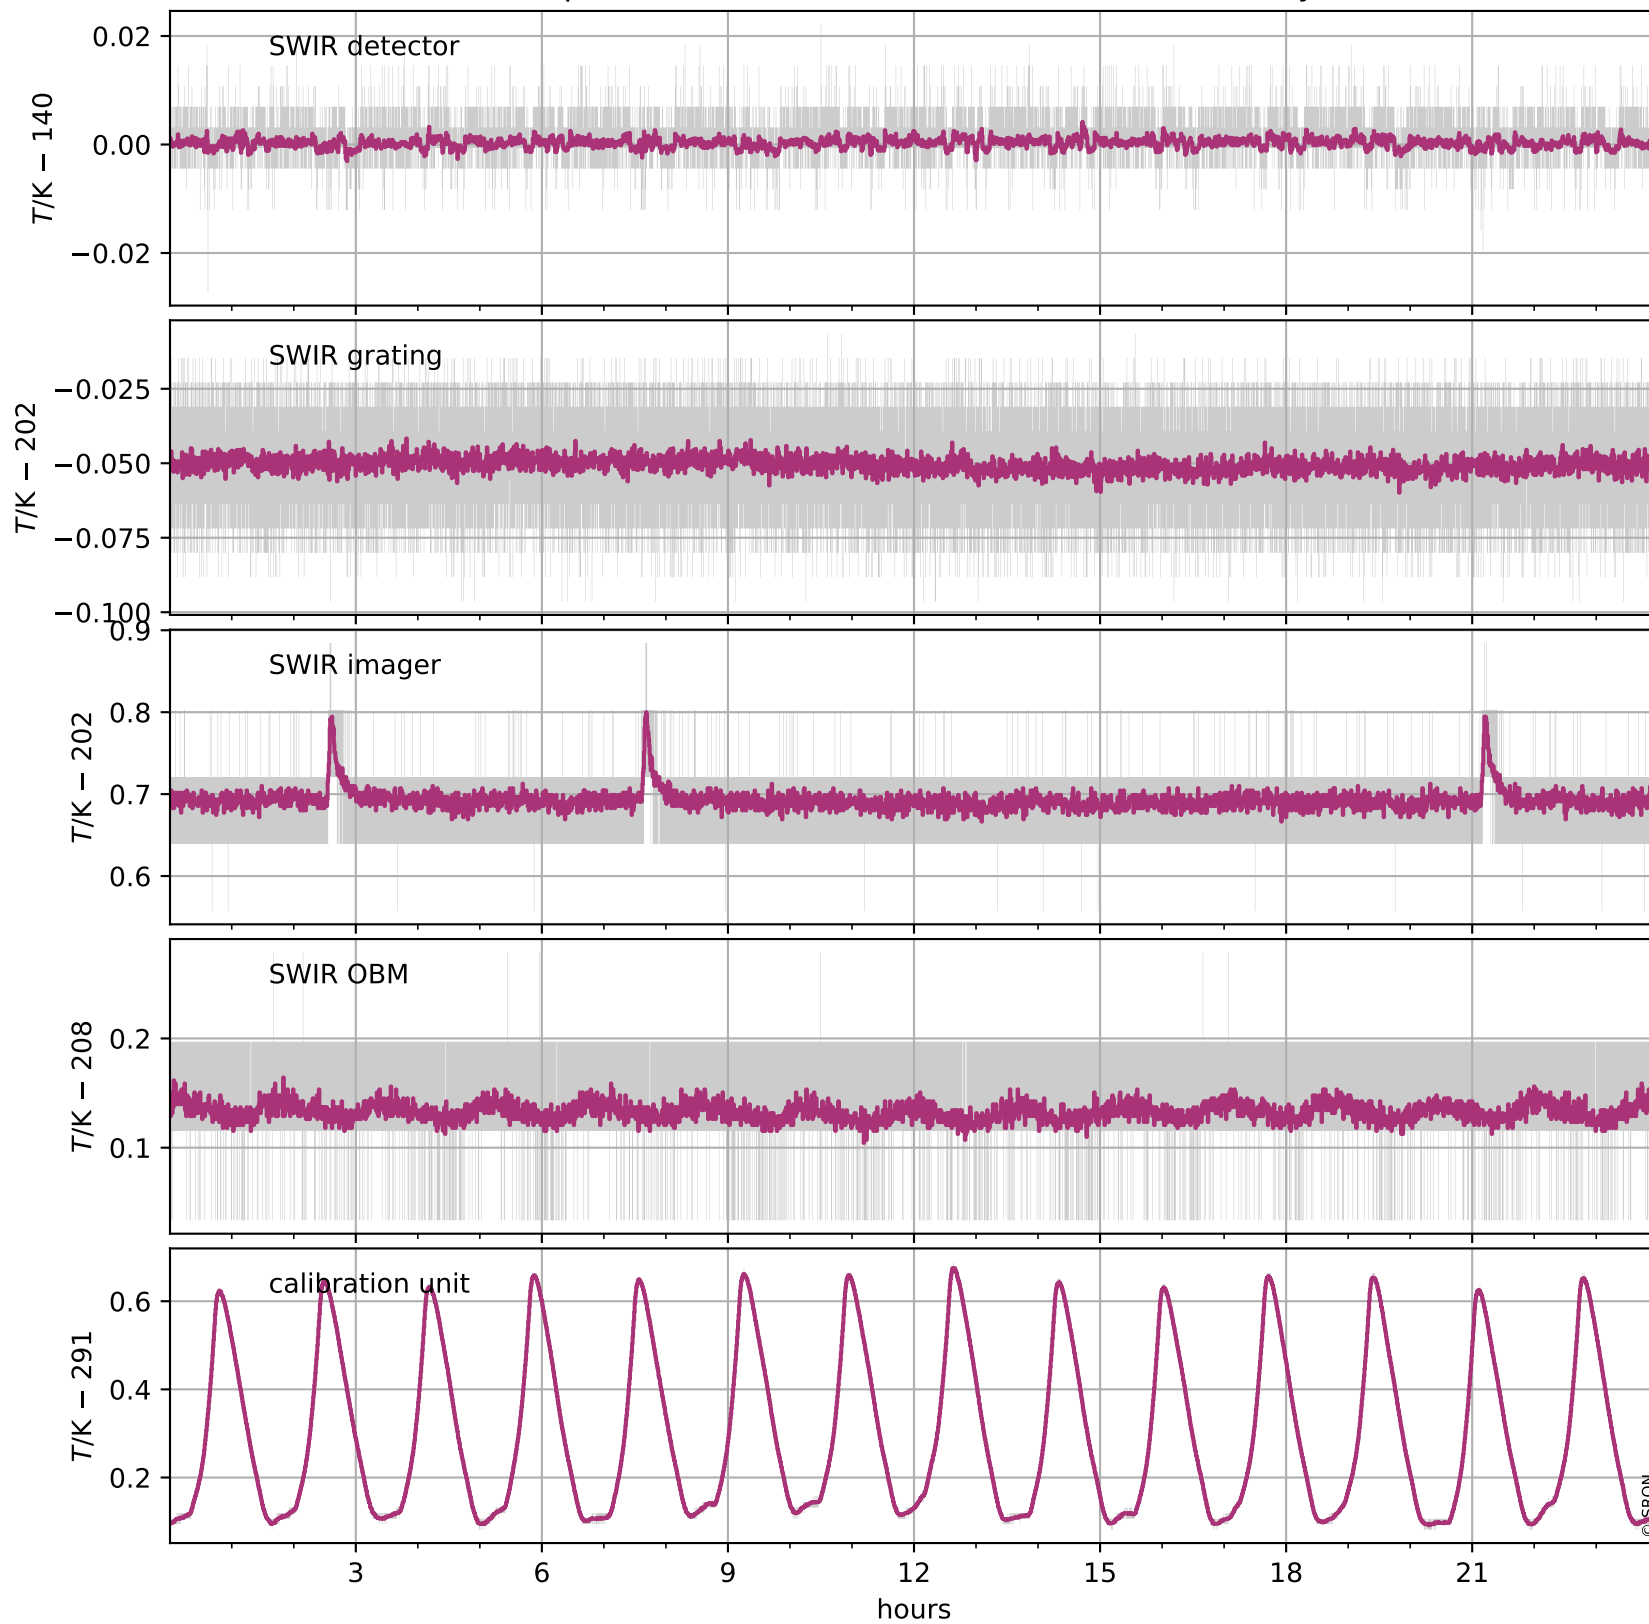 0.02
0.00
−0.02
T/K − 140
SWIR detector
−0.025
−0.050
−0.075
−0.100
T/K − 202
SWIR grating
0.9
0.8
0.7
0.6
T/K − 202
SWIR imager
0.2
0.1
T/K − 208
SWIR OBM
0.6
0.4
0.2
T/K − 291
calibration unit
3 6 9 12 15 18 21
hours
© SRON